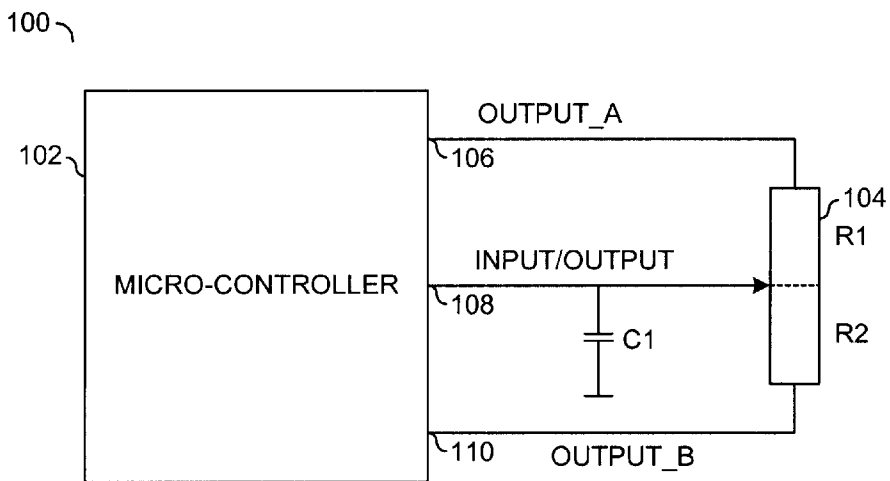 100
OUTPUT_A
102
106
104
R1
INPUT/OUTPUT
MICRO-CONTROLLER
108
C1
R2
110
OUTPUT_B